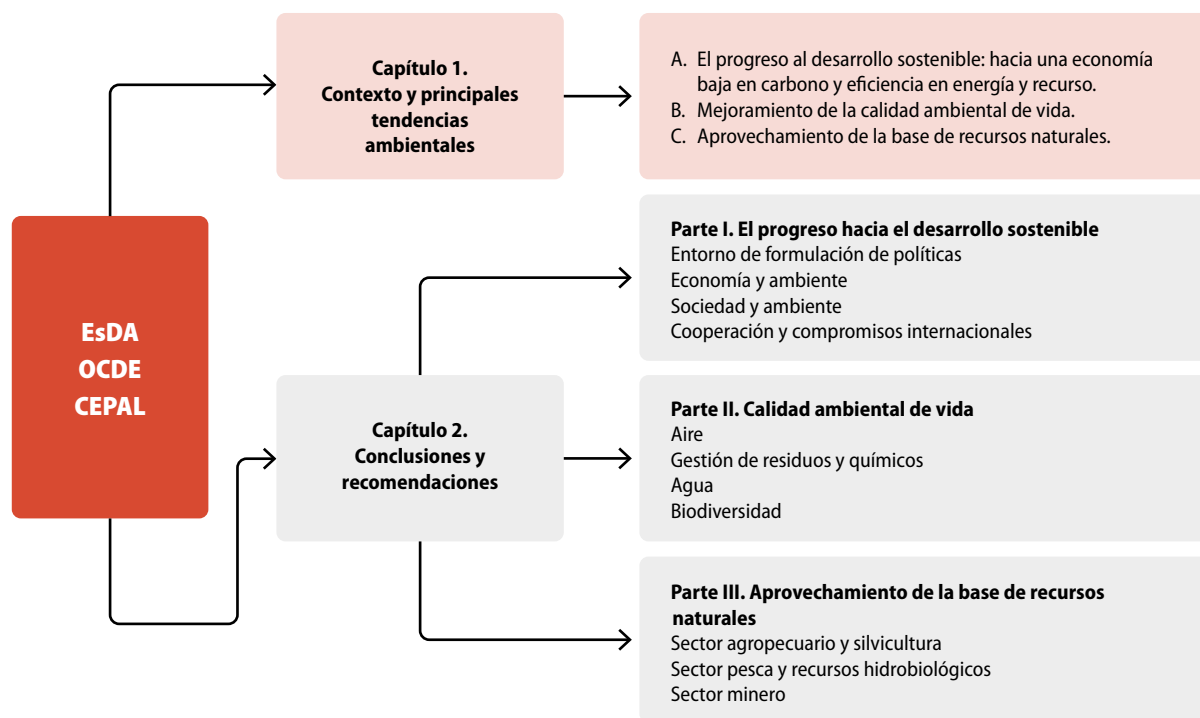 Capítulo 1.
Contexto y principales
tendencias
ambientales
A. El progreso al desarrollo sostenible: hacia una economía
baja en carbono y eficiencia en energía y recurso.
B. Mejoramiento de la calidad ambiental de vida.
C. Aprovechamiento de la base de recursos naturales.
EsDA
OCDE
CEPAL
Capítulo 2.
Conclusiones y
recomendaciones
Parte I. El progreso hacia el desarrollo sostenible
Entorno de formulación de políticas
Economía y ambiente
Sociedad y ambiente
Cooperación y compromisos internacionales
Parte II. Calidad ambiental de vida
Aire
Gestión de residuos y químicos
Agua
Biodiversidad
Parte III. Aprovechamiento de la base de recursos
naturales
Sector agropecuario y silvicultura
Sector pesca y recursos hidrobiológicos
Sector minero